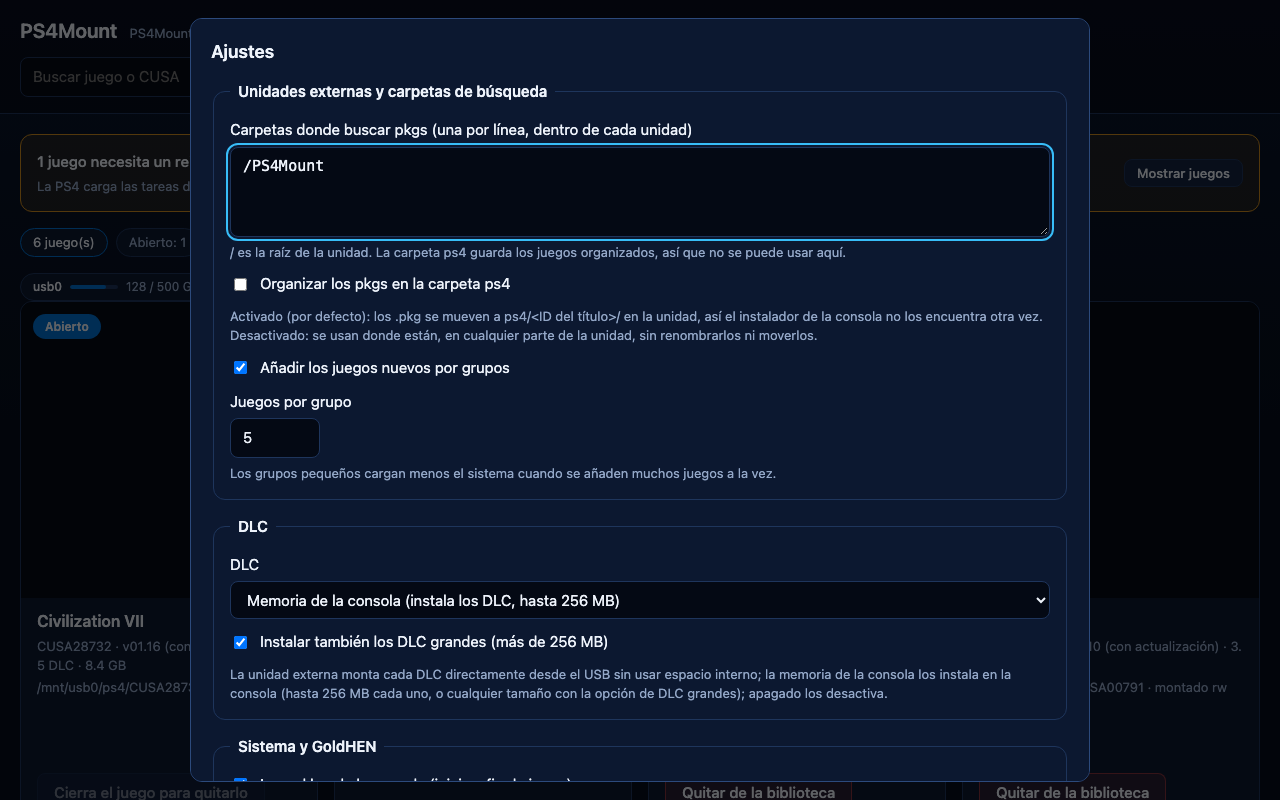 PS4Mount PS4Mount
Buscar juego o CUSA
Ajustes
Unidades externas y carpetas de búsqueda
Carpetas donde buscar pkgs (una por línea, dentro de cada unidad)
/PS4Mount
/ es la raíz de la unidad. La carpeta ps4 guarda los juegos organizados, así que no se puede usar aquí.
Organizar los pkgs en la carpeta ps4
Activado (por defecto): los .pkg se mueven a ps4/<ID del título>/ en la unidad, así el instalador de la consola no los encuentra otra vez.
Desactivado: se usan donde están, en cualquier parte de la unidad, sin renombrarlos ni moverlos.
Añadir los juegos nuevos por grupos
Juegos por grupo
5
Los grupos pequeños cargan menos el sistema cuando se añaden muchos juegos a la vez.
DLC
DLC
Memoria de la consola (instala los DLC, hasta 256 MB)
Instalar también los DLC grandes (más de 256 MB)
La unidad externa monta cada DLC directamente desde el USB sin usar espacio interno; la memoria de la consola los instala en la
consola (hasta 256 MB cada uno, o cualquier tamaño con la opción de DLC grandes); apagado los desactiva.
Sistema y GoldHEN
1 juego necesita un re
La PS4 carga las tareas d
Mostrar juegos
6 juego(s) Abierto: 1
usb0 128 / 500 G
Abierto
Civilization VII
CUSA28732 · v01.16 (con
5 DLC · 8.4 GB
/mnt/usb0/ps4/CUSA2873
10 (con actualización) · 3.
SA00791 · montado rw
Cierra el juego para quitarlo
Quitar de la biblioteca
Quitar de la biblioteca